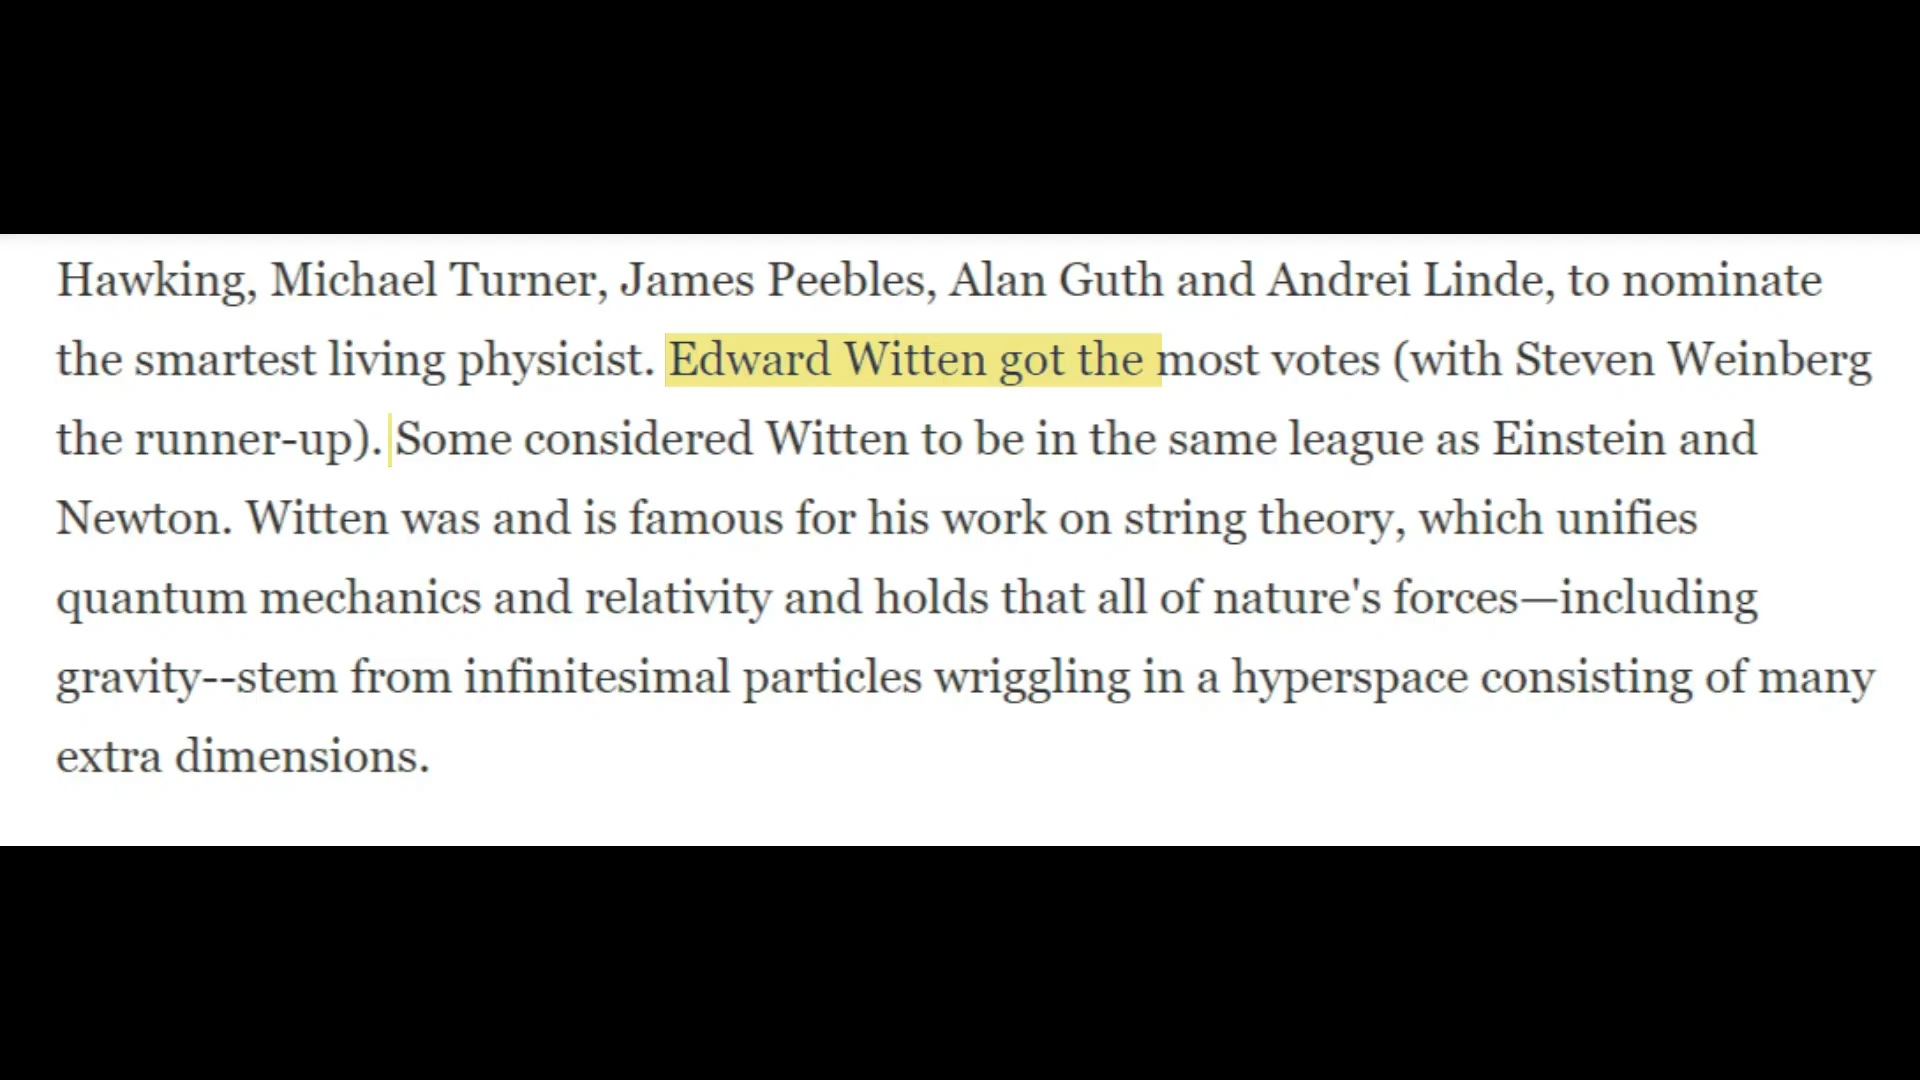 Hawking, Michael Turner, James Peebles, Alan Guth and Andrei Linde, to nominate
the smartest living physicist. Edward Witten got the most votes (with Steven Weinberg
the runner-up). Some considered Witten to be in the same league as Einstein and
Newton. Witten was and is famous for his work on string theory, which unifies
quantum mechanics and relativity and holds that all of nature's forces—including
gravity--stem from infinitesimal particles wriggling in a hyperspace consisting of many
extra dimensions.